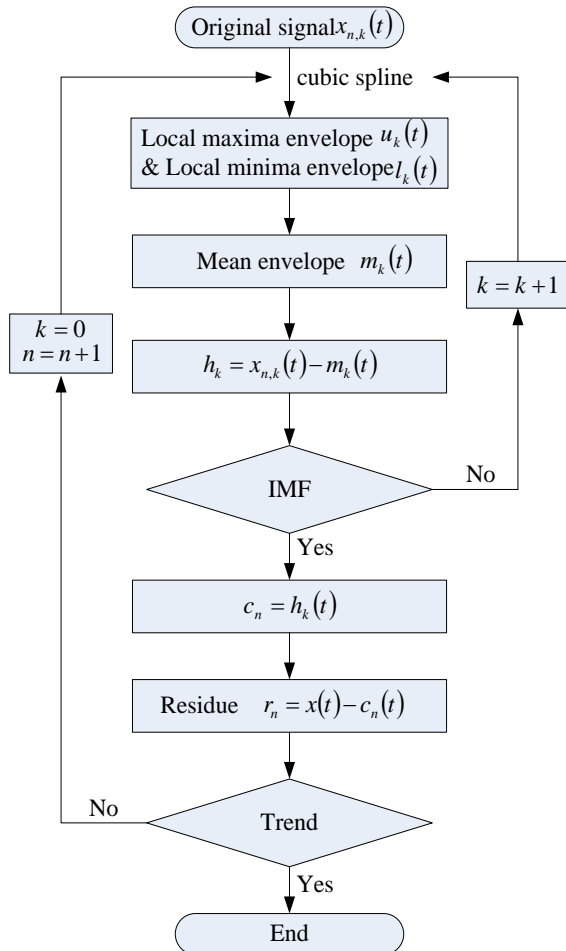 Original signal x_{n,k}(t)
cubic spline
Local maxima envelope u_k(t)
& Local minima envelope l_k(t)
Mean envelope m_k(t)
k = k+1
k = 0
n = n+1
h_k = x_{n,k}(t) − m_k(t)
IMF
No
Yes
c_n = h_k(t)
Residue r_n = x(t) − c_n(t)
No
Trend
Yes
End